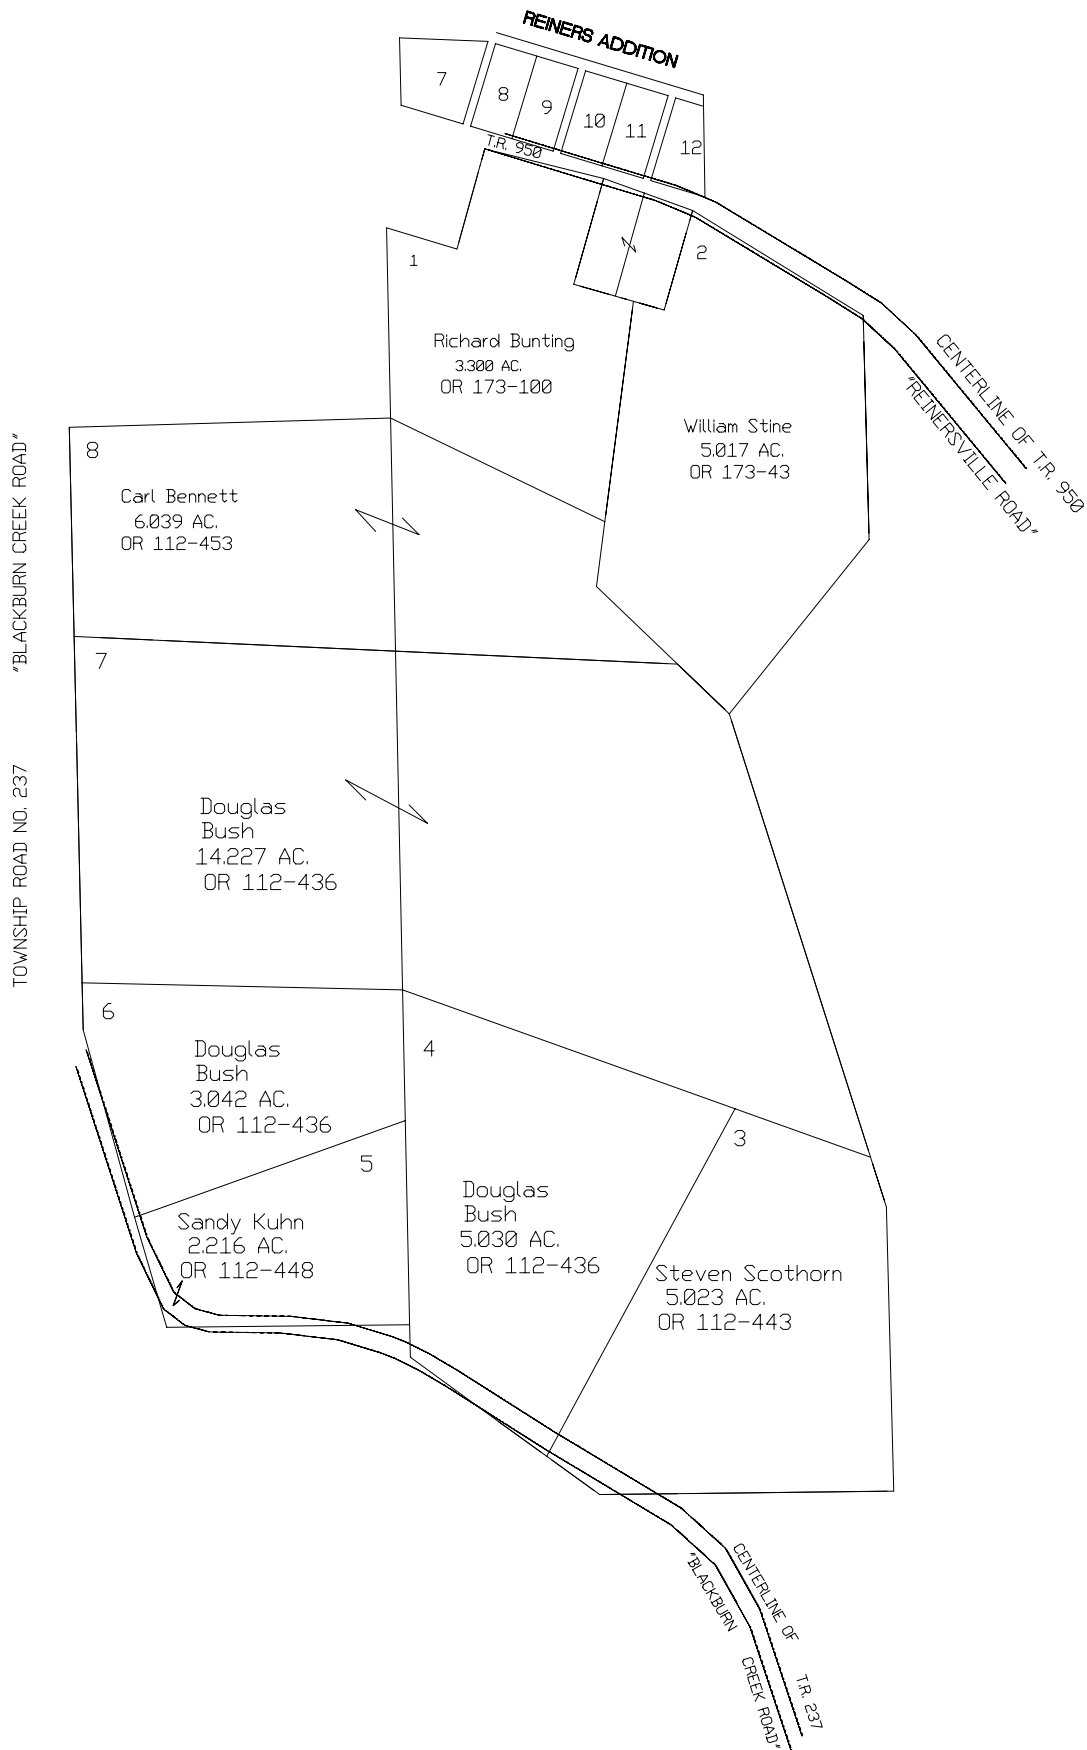 REINERS ADDITION
7
8
9
10
11
12
T.R. 950
1
2
Richard Bunting
3.300 AC.
OR 173-100
William Stine
5.017 AC.
OR 173-43
CENTERLINE OF T.R. 950
"REINERSVILLE ROAD"
8
Carl Bennett
6.039 AC.
OR 112-453
TOWNSHIP ROAD NO. 237 "BLACKBURN CREEK ROAD"
7
Douglas
Bush
14.227 AC.
OR 112-436
6
Douglas
Bush
3.042 AC.
OR 112-436
4
3
5
Sandy Kuhn
2.216 AC.
OR 112-448
Douglas
Bush
5.030 AC.
OR 112-436
Steven Scothorn
5.023 AC.
OR 112-443
CENTERLINE OF T.R. 237
"BLACKBURN CREEK ROAD"